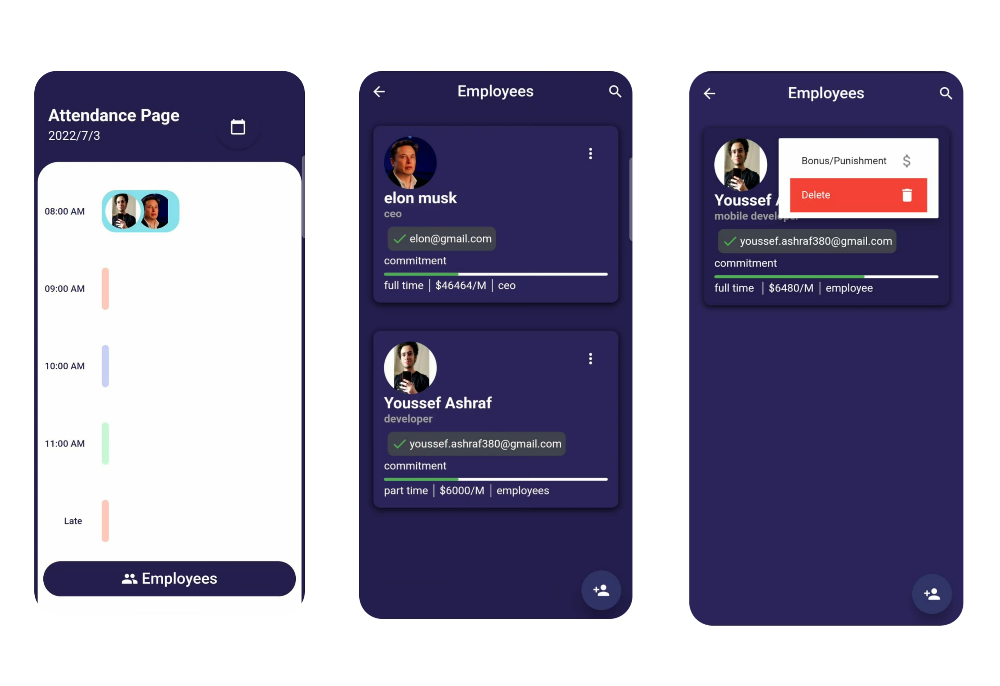 Attendance Page
2022/7/3
08:00 AM
09:00 AM
10:00 AM
11:00 AM
Late
Employees
Employees
elon musk
ceo
elon@gmail.com
commitment
full time | $46464/M | ceo
Youssef Ashraf
developer
youssef.ashraf380@gmail.com
commitment
part time | $6000/M | employees
Employees
Bonus/Punishment $
Delete
Youssef
mobile
youssef.ashraf380@gmail.com
commitment
full time | $6480/M | employee